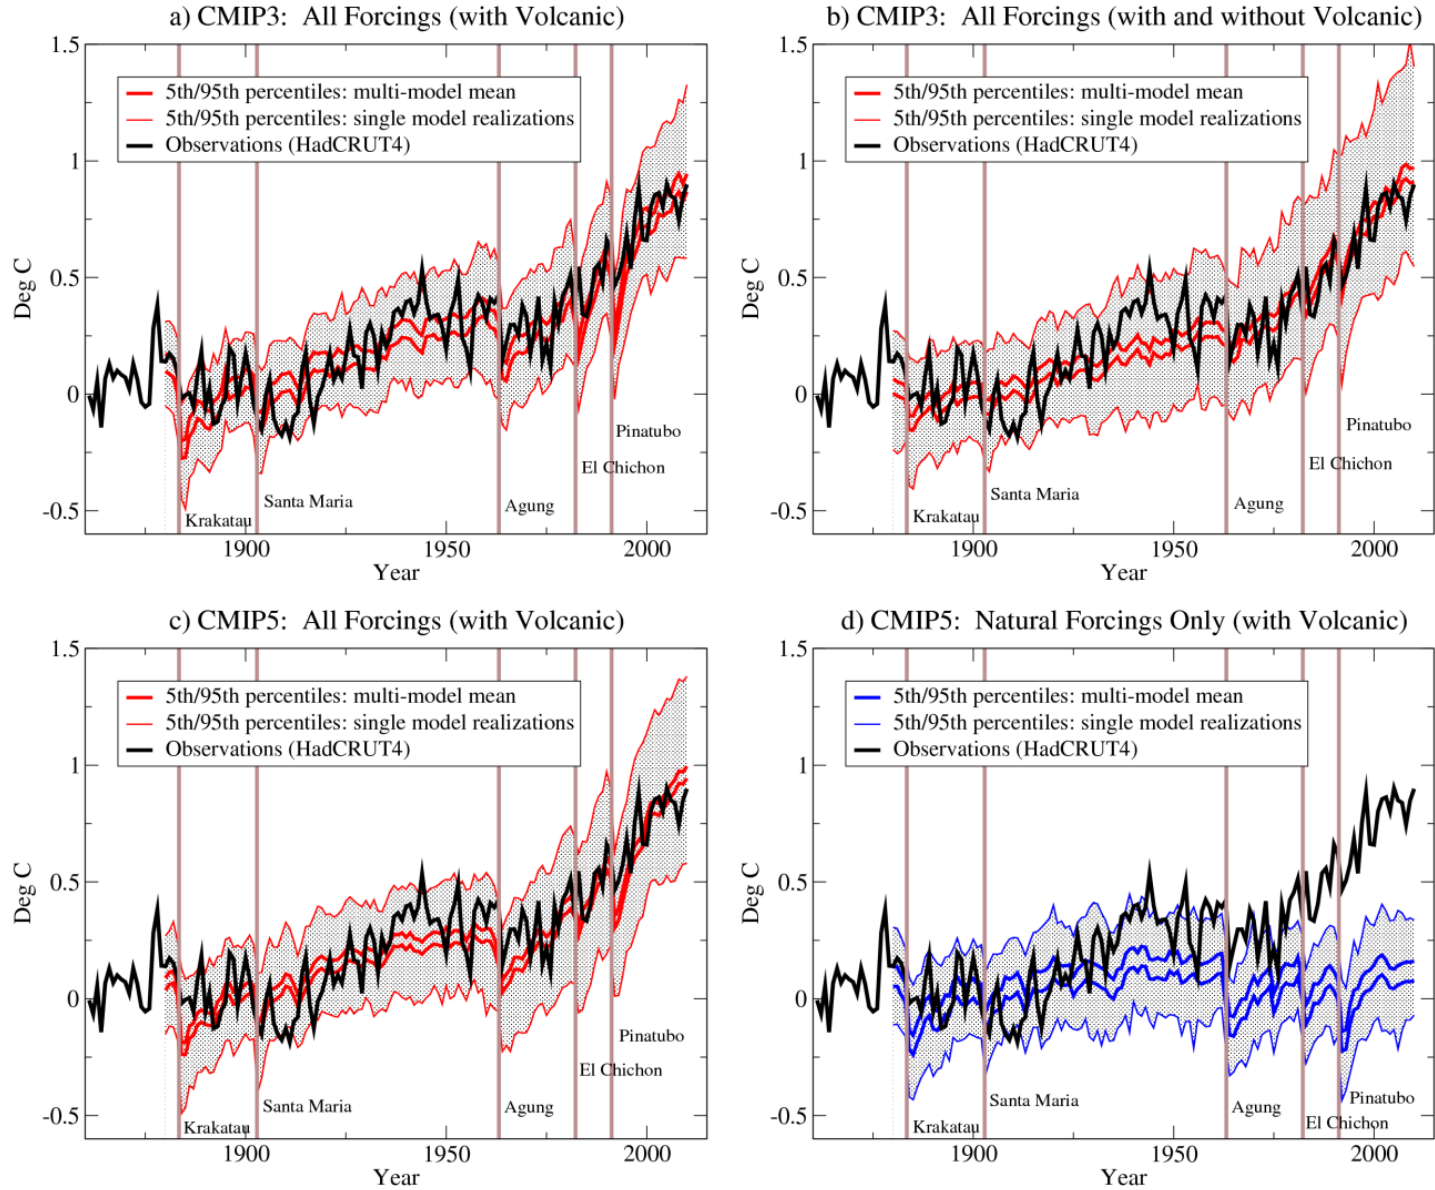 a) CMIP3: All Forcings (with Volcanic)
1.5
1
0.5
0
-0.5
Deg C
5th/95th percentiles: multi-model mean
5th/95th percentiles: single model realizations
Observations (HadCRUT4)
Pinatubo
El Chichon
Santa Maria
Agung
Krakatau
1900
1950
2000
Year
b) CMIP3: All Forcings (with and without Volcanic)
1.5
1
0.5
0
-0.5
Deg C
5th/95th percentiles: multi-model mean
5th/95th percentiles: single model realizations
Observations (HadCRUT4)
Pinatubo
El Chichon
Santa Maria
Agung
Krakatau
1900
1950
2000
Year
c) CMIP5: All Forcings (with Volcanic)
1.5
1
0.5
0
-0.5
Deg C
5th/95th percentiles: multi-model mean
5th/95th percentiles: single model realizations
Observations (HadCRUT4)
Pinatubo
El Chichon
Santa Maria
Agung
Krakatau
1900
1950
2000
Year
d) CMIP5: Natural Forcings Only (with Volcanic)
1.5
1
0.5
0
-0.5
Deg C
5th/95th percentiles: multi-model mean
5th/95th percentiles: single model realizations
Observations (HadCRUT4)
Pinatubo
Santa Maria
Agung
El Chichon
Krakatau
1900
1950
2000
Year